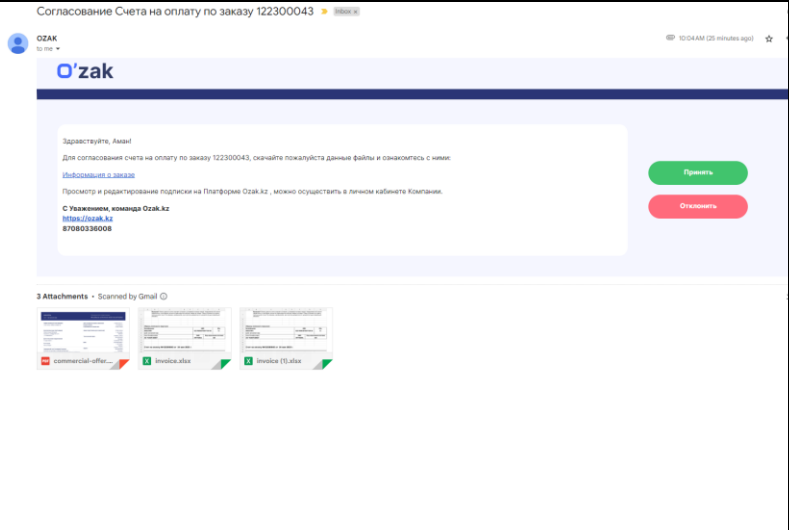 Согласование Счета на оплату по заказу 122300043
Inbox x
OZAK
10:04 AM (25 minutes ago)
to me
O'zak
Здравствуйте, Аман!
Для согласования счета на оплату по заказу 122300043, скачайте пожалуйста данные файлы и ознакомтесь с ними:
Информация о заказе
Просмотр и редактирование подписки на Платформе Ozak.kz , можно осуществить в личном кабинете Компании.
С Уважением, команда Ozak.kz
https://ozak.kz
87080336008
Принять
Отклонить
3 Attachments • Scanned by Gmail
PDF commercial-offer....
X invoice.xlsx
X invoice (1).xlsx